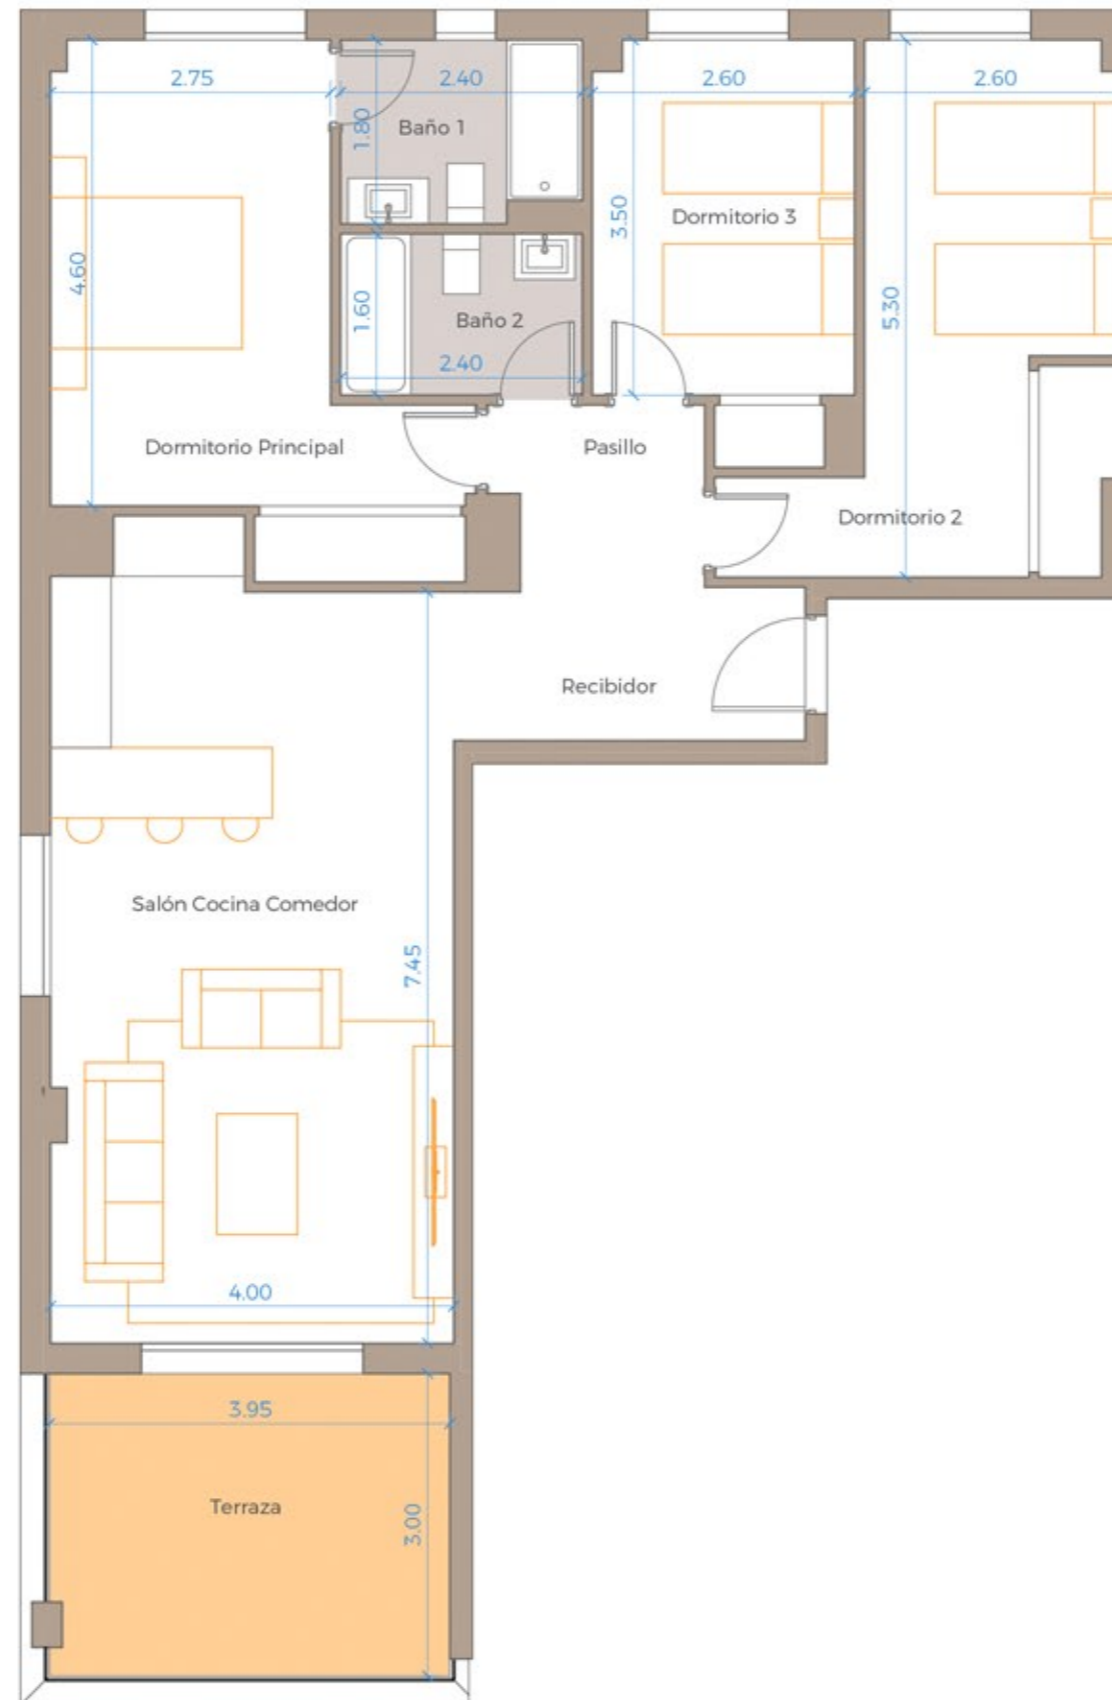 2.75
2.40
2.60
2.60
1.80
Baño 1
3.50
Dormitorio 3
4.60
1.60
Baño 2
5.30
2.40
Dormitorio Principal
Pasillo
Dormitorio 2
Recibidor
Salón Cocina Comedor
7.45
4.00
3.95
Terraza
3.00